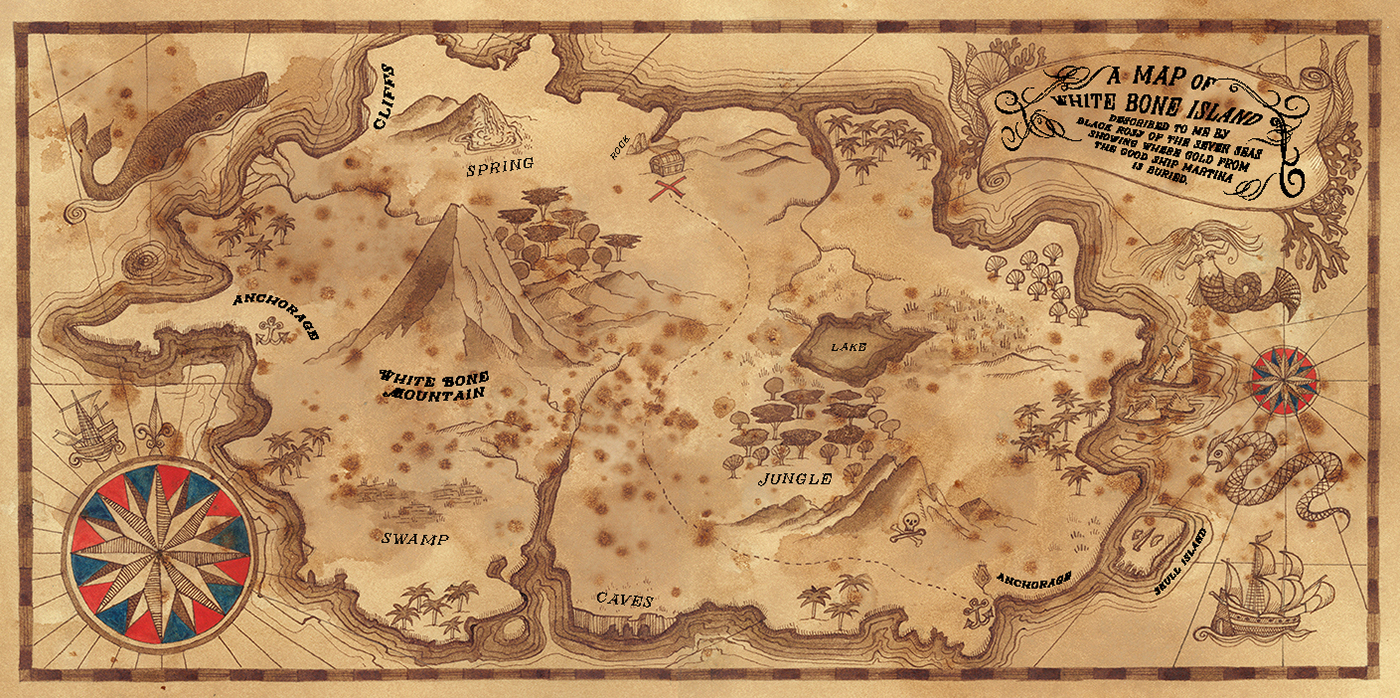 A MAP OF
WHITE BONE ISLAND
DESCRIBED TO ME BY
BLACK ROSY OF THE SEVEN SEAS
SHOWING WHERE GOLD FROM
THE GOOD SHIP MARTINA
IS BURIED.
CLIFFS
SPRING
ROCK
ANCHORAGE
LAKE
WHITE BONE
MOUNTAIN
JUNGLE
SWAMP
CAVES
ANCHORAGE
SKULL ISLAND